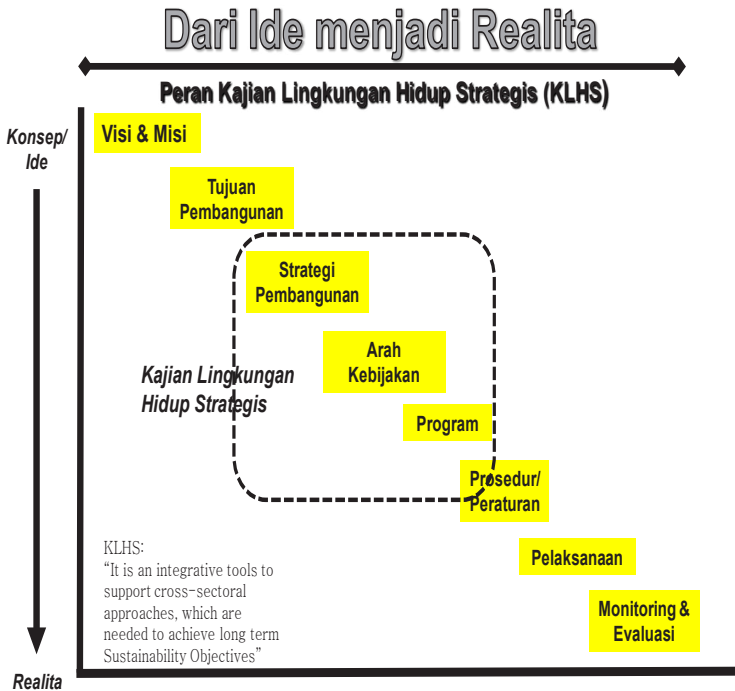 Dari Ide menjadi Realita
Peran Kajian Lingkungan Hidup Strategis (KLHS)
Konsep/
Ide
Visi & Misi
Tujuan
Pembangunan
Strategi
Pembangunan
Arah
Kebijakan
Kajian Lingkungan
Hidup Strategis
Program
Prosedur/
Peraturan
KLHS:
“It is an integrative tools to
support cross-sectoral
approaches, which are
needed to achieve long term
Sustainability Objectives”
Pelaksanaan
Monitoring &
Evaluasi
Realita